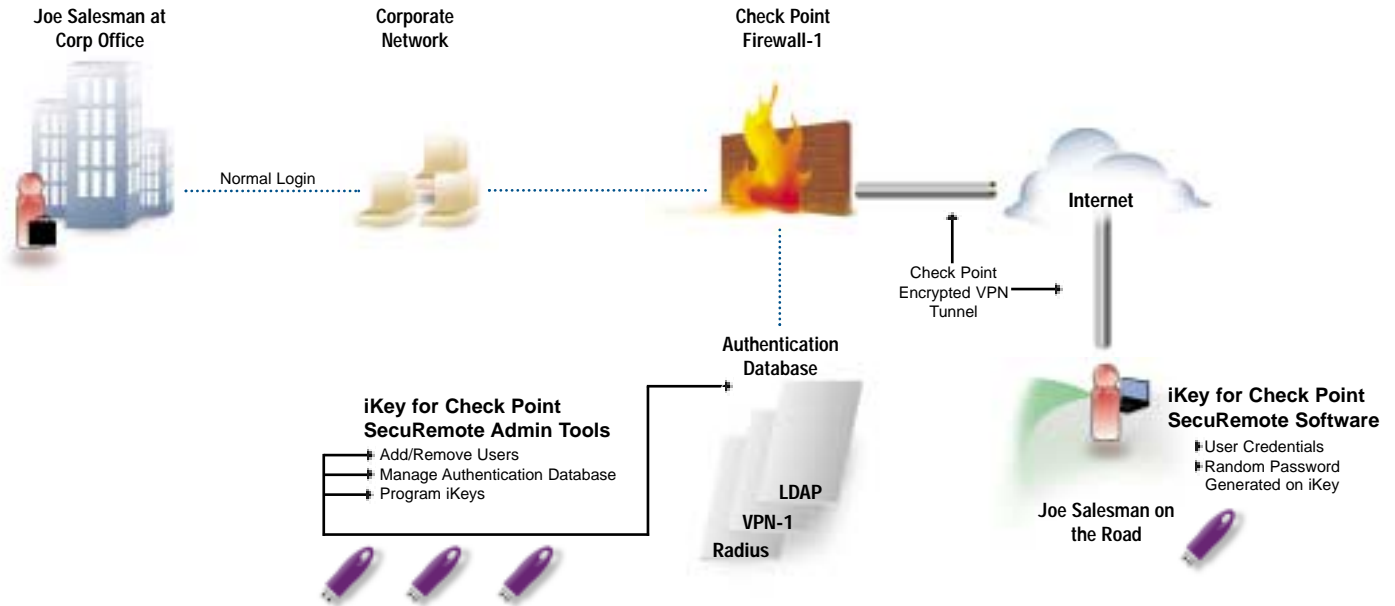 Joe Salesman at
Corp Office
Corporate
Network
Check Point
Firewall-1
Normal Login
Internet
Check Point
Encrypted VPN
Tunnel
Authentication
Database
iKey for Check Point
SecuRemote Admin Tools
Add/Remove Users
Manage Authentication Database
Program iKeys
LDAP
VPN-1
Radius
iKey for Check Point
SecuRemote Software
User Credentials
Random Password
Generated on iKey
Joe Salesman on
the Road